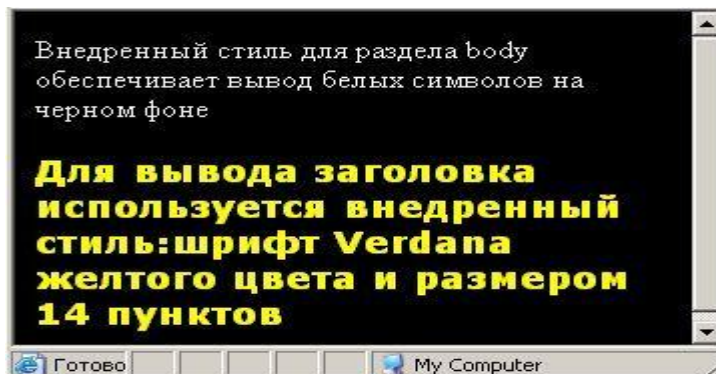 Внедренный стиль для раздела body
обеспечивает вывод белых символов на
черном фоне
Для вывода заголовка
используется внедренный
стиль:шрифт Verdana
желтого цвета и размером
14 пунктов
Готово My Computer